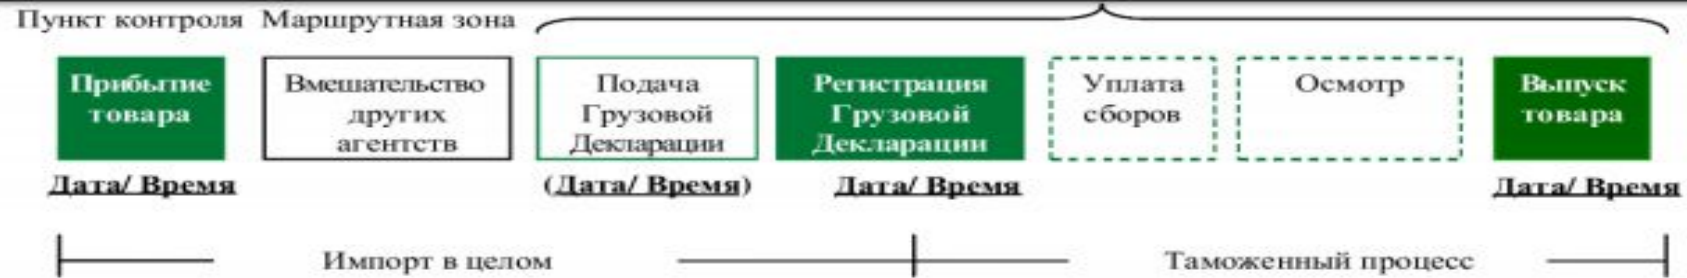 Пункт контроля Маршрутная зона
Прибытие
товара
Вмешательство
других
агентств
Подача
Грузовой
Декларации
Регистрация
Грузовой
Декларации
Уплата
сборов
Осмотр
Выпуск
товара
Дата/ Время
(Дата/ Время)
Дата/ Время
Дата/ Время
Импорт в целом
Таможенный процесс